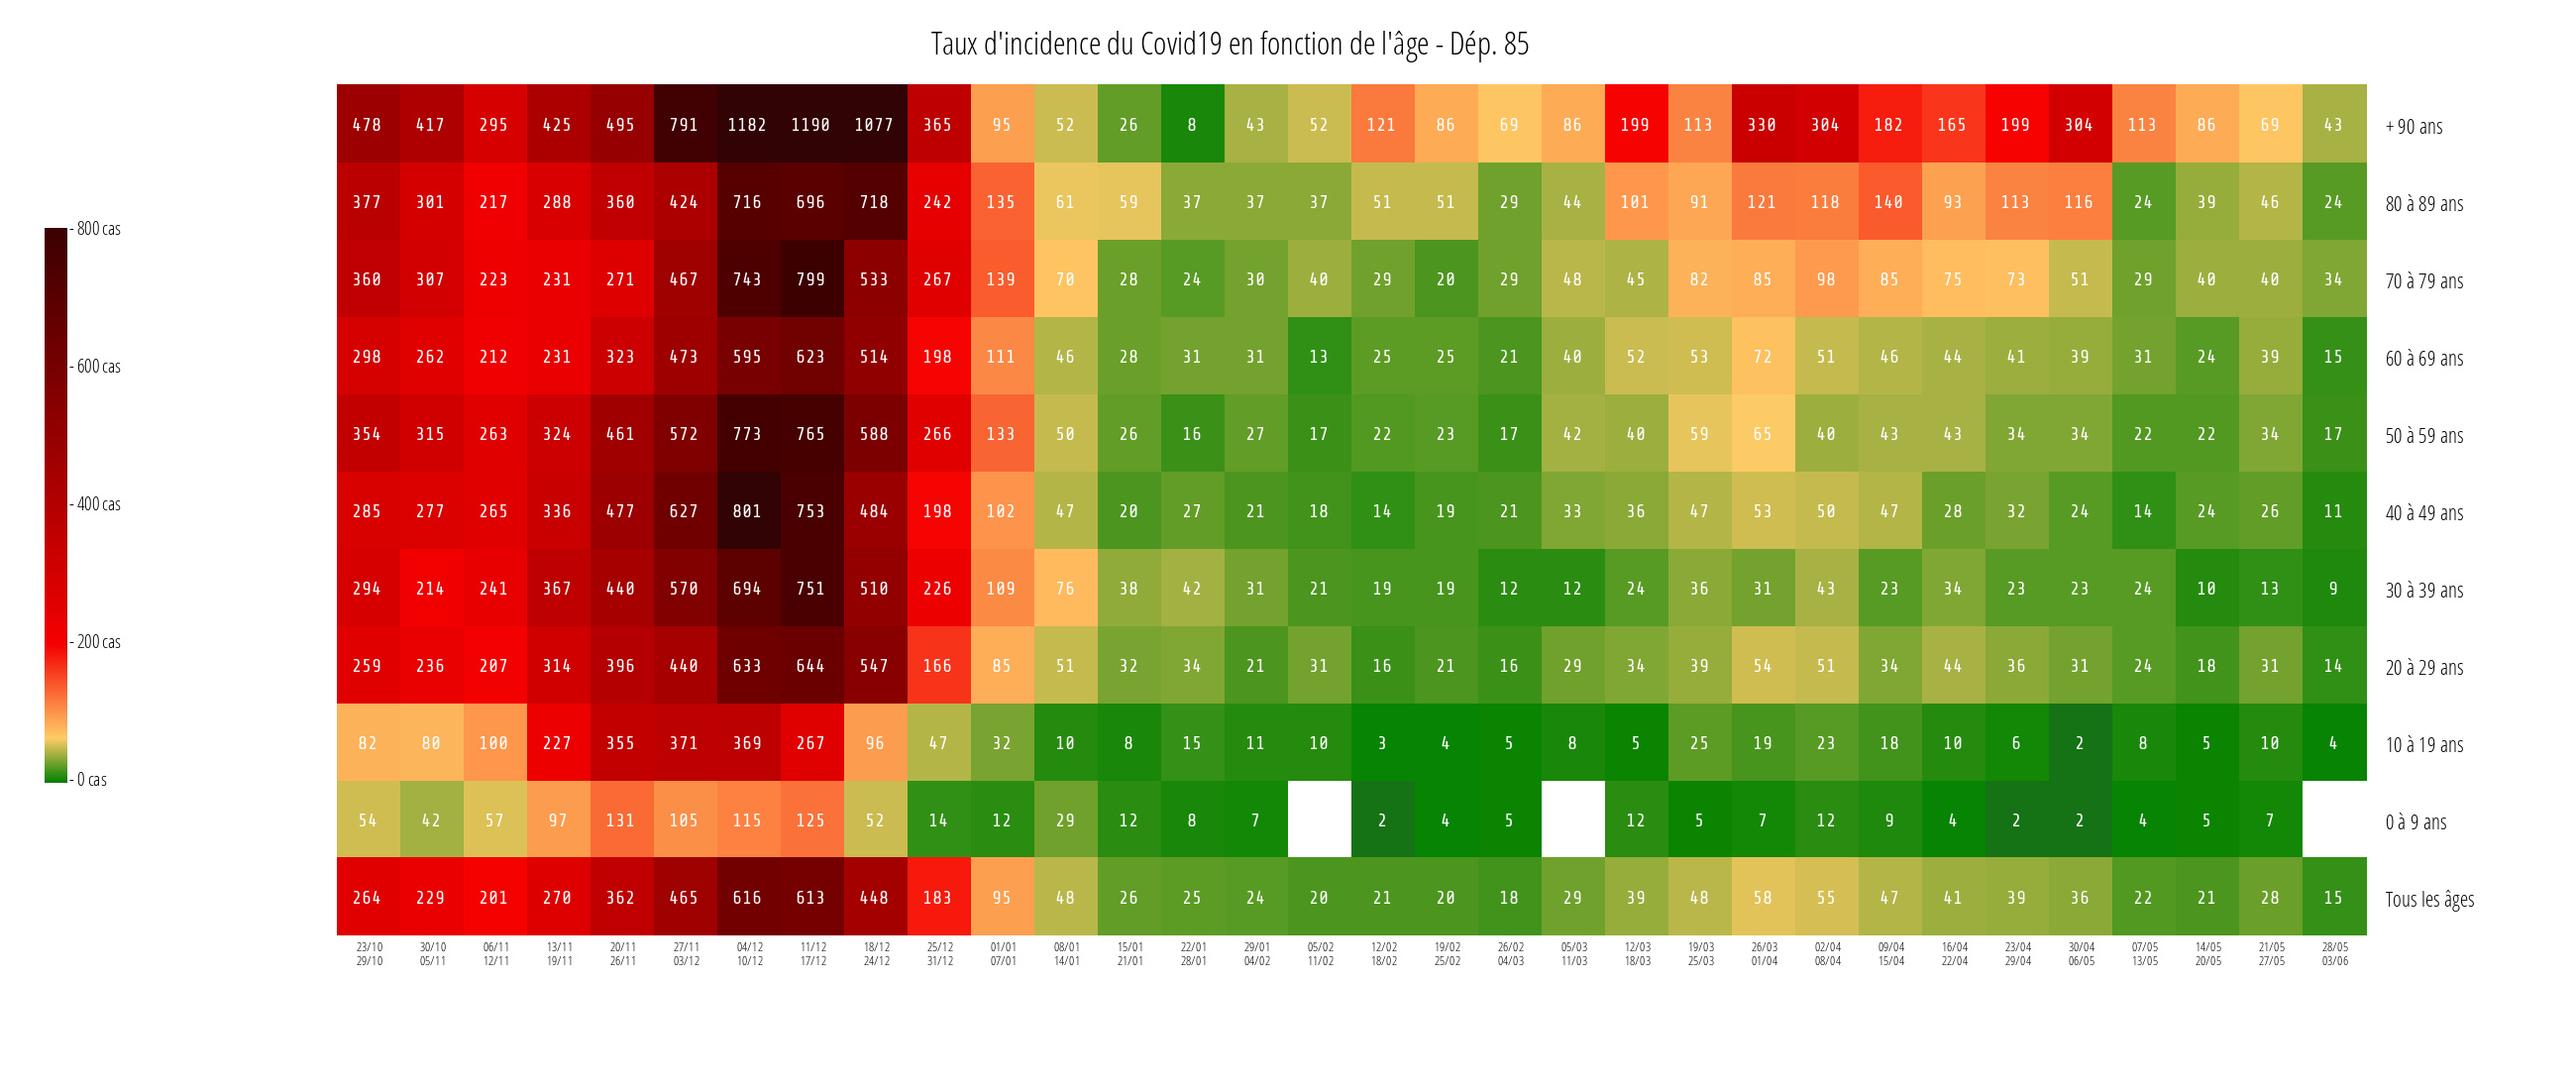 Taux d'incidence du Covid19 en fonction de l'âge - Dép. 85
478 417 295 425 495 791 1182 1190 1077 365 95 52 26 8 43 52 121 86 69 86 199 113 330 304 182 165 199 304 113 86 69 43 + 90 ans
377 301 217 288 360 424 716 696 718 242 135 61 59 37 37 37 51 51 29 44 101 91 121 118 140 93 113 116 24 39 46 24 80 à 89 ans
360 307 223 231 271 467 743 799 533 267 139 70 28 24 30 40 29 20 29 48 45 82 85 98 85 75 73 51 29 40 40 34 70 à 79 ans
298 262 212 231 323 473 595 623 514 198 111 46 28 31 31 13 25 25 21 40 52 53 72 51 46 44 41 39 31 24 39 15 60 à 69 ans
354 315 263 324 461 572 773 765 588 266 133 50 26 16 27 17 22 23 17 42 40 59 65 40 43 43 34 34 22 22 34 17 50 à 59 ans
285 277 265 336 477 627 801 753 484 198 102 47 20 27 21 18 14 19 21 33 36 47 53 50 47 28 32 24 14 24 26 11 40 à 49 ans
294 214 241 367 440 570 694 751 510 226 109 76 38 42 31 21 19 19 12 12 24 36 31 43 23 34 23 23 24 10 13 9 30 à 39 ans
259 236 207 314 396 440 633 644 547 166 85 51 32 34 21 31 16 21 16 29 34 39 54 51 34 44 36 31 24 18 31 14 20 à 29 ans
82 80 100 227 355 371 369 267 96 47 32 10 8 15 11 10 3 4 5 8 5 25 19 23 18 10 6 2 8 5 10 4 10 à 19 ans
54 42 57 97 131 105 115 125 52 14 12 29 12 8 7 2 4 5 12 5 7 12 9 4 2 2 4 5 7 0 à 9 ans
264 229 201 270 362 465 616 613 448 183 95 48 26 25 24 20 21 20 18 29 39 48 58 55 47 41 39 36 22 21 28 15 Tous les âges
23/10 30/10 06/11 13/11 20/11 27/11 04/12 11/12 18/12 25/12 01/01 08/01 15/01 22/01 29/01 05/02 12/02 19/02 26/02 05/03 12/03 19/03 26/03 02/04 09/04 16/04 23/04 30/04 07/05 14/05 21/05 28/05
29/10 05/11 12/11 19/11 26/11 03/12 10/12 17/12 24/12 31/12 07/01 14/01 21/01 28/01 04/02 11/02 18/02 25/02 04/03 11/03 18/03 25/03 01/04 08/04 15/04 22/04 29/04 06/05 13/05 20/05 27/05 03/06
- 800 cas
- 600 cas
- 400 cas
- 200 cas
- 0 cas